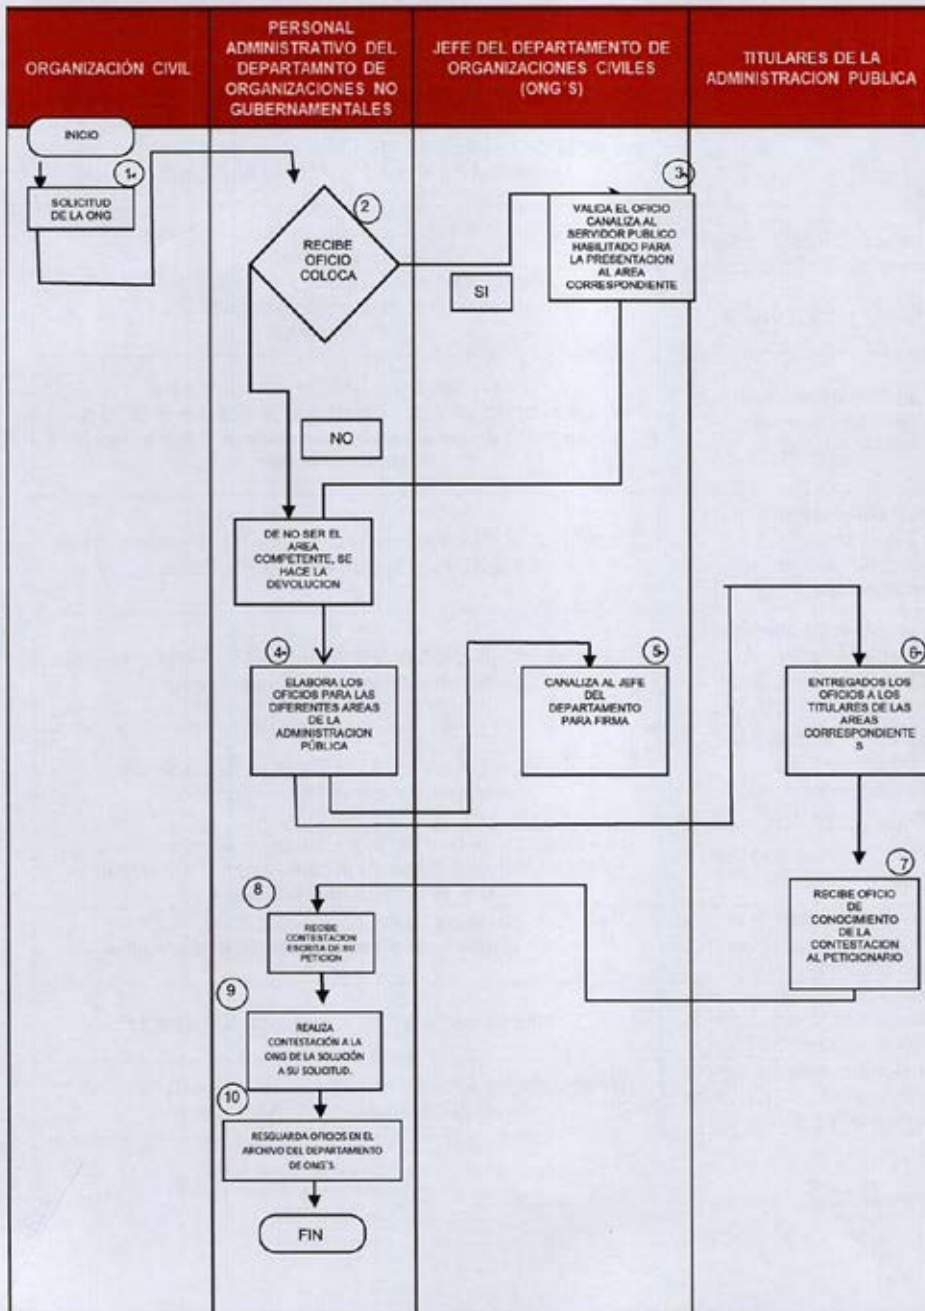 ORGANIZACIÓN CIVIL
PERSONAL
ADMINISTRATIVO DEL
DEPARTAMNTO DE
ORGANIZACIONES NO
GUBERNAMENTALES
JEFE DEL DEPARTAMENTO DE
ORGANIZACIONES CIVILES
(ONG´S)
TITULARES DE LA
ADMINISTRACION PUBLICA
INICIO
1-
SOLICITUD
DE LA ONG
2
RECIBE
OFICIO
COLOCA
SI
3-
VALIDA EL OFICIO
CANALIZA AL
SERVIDOR PUBLICO
HABILITADO PARA
LA PRESENTACION
AL AREA
CORRESPONDIENTE
NO
DE NO SER EL
AREA
COMPETENTE, SE
HACE LA
DEVOLUCION
4-
ELABORA LOS
OFICIOS PARA LAS
DIFERENTES AREAS
DE LA
ADMINISTRACION
PÚBLICA
5-
CANALIZA AL JEFE
DEL
DEPARTAMENTO
PARA FIRMA
6-
ENTREGADOS LOS
OFICIOS A LOS
TITULARES DE LAS
AREAS
CORRESPONDIENTE
S
7
RECIBE OFICIO
DE
CONOCIMIENTO
DE LA
CONTESTACION
AL PETICIONARIO
8
RECIBE
CONTESTACION
ESCRITA DE SU
PETICION
9
REALIZA
CONTESTACIÓN A LA
ONG DE LA SOLUCIÓN
A SU SOLICITUD.
10
RESGUARDA OFICIOS EN EL
ARCHIVO DEL DEPARTAMENTO
DE ONG'S.
FIN